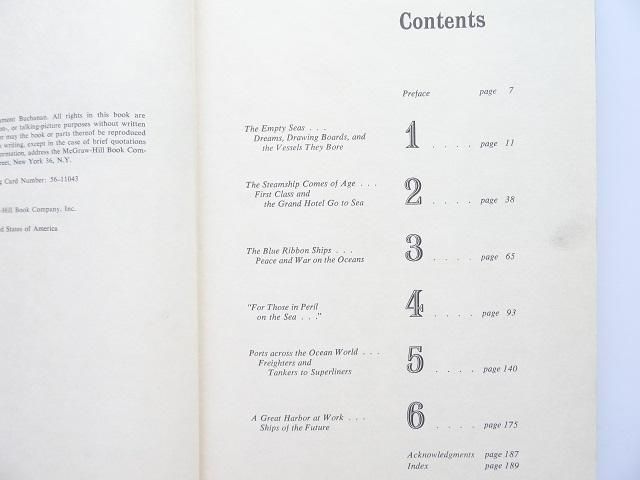 ment Buchanan. All rights in this book are
or talking-picture purposes without written
or may the book or parts thereof be reproduced
writing, except in the case of brief quotations
address the McGraw-Hill Book Com-
New York 36, N.Y.
Card Number: 56-11043
Hill Book Company, Inc.
States of America
Contents
Preface page 7
The Empty Seas . . .
Dreams, Drawing Boards, and
the Vessels They Bore
1 . . . . page 11
The Steamship Comes of Age . . .
First Class and
the Grand Hotel Go to Sea
2 . . . . page 38
The Blue Ribbon Ships . . .
Peace and War on the Oceans
3 . . . . page 65
"For Those in Peril
on the Sea . . ."
4 . . . . page 93
Ports across the Ocean World . . .
Freighters and
Tankers to Superliners
5 . . . . page 140
A Great Harbor at Work . . .
Ships of the Future
6 . . . . page 175
Acknowledgments page 187
Index page 189